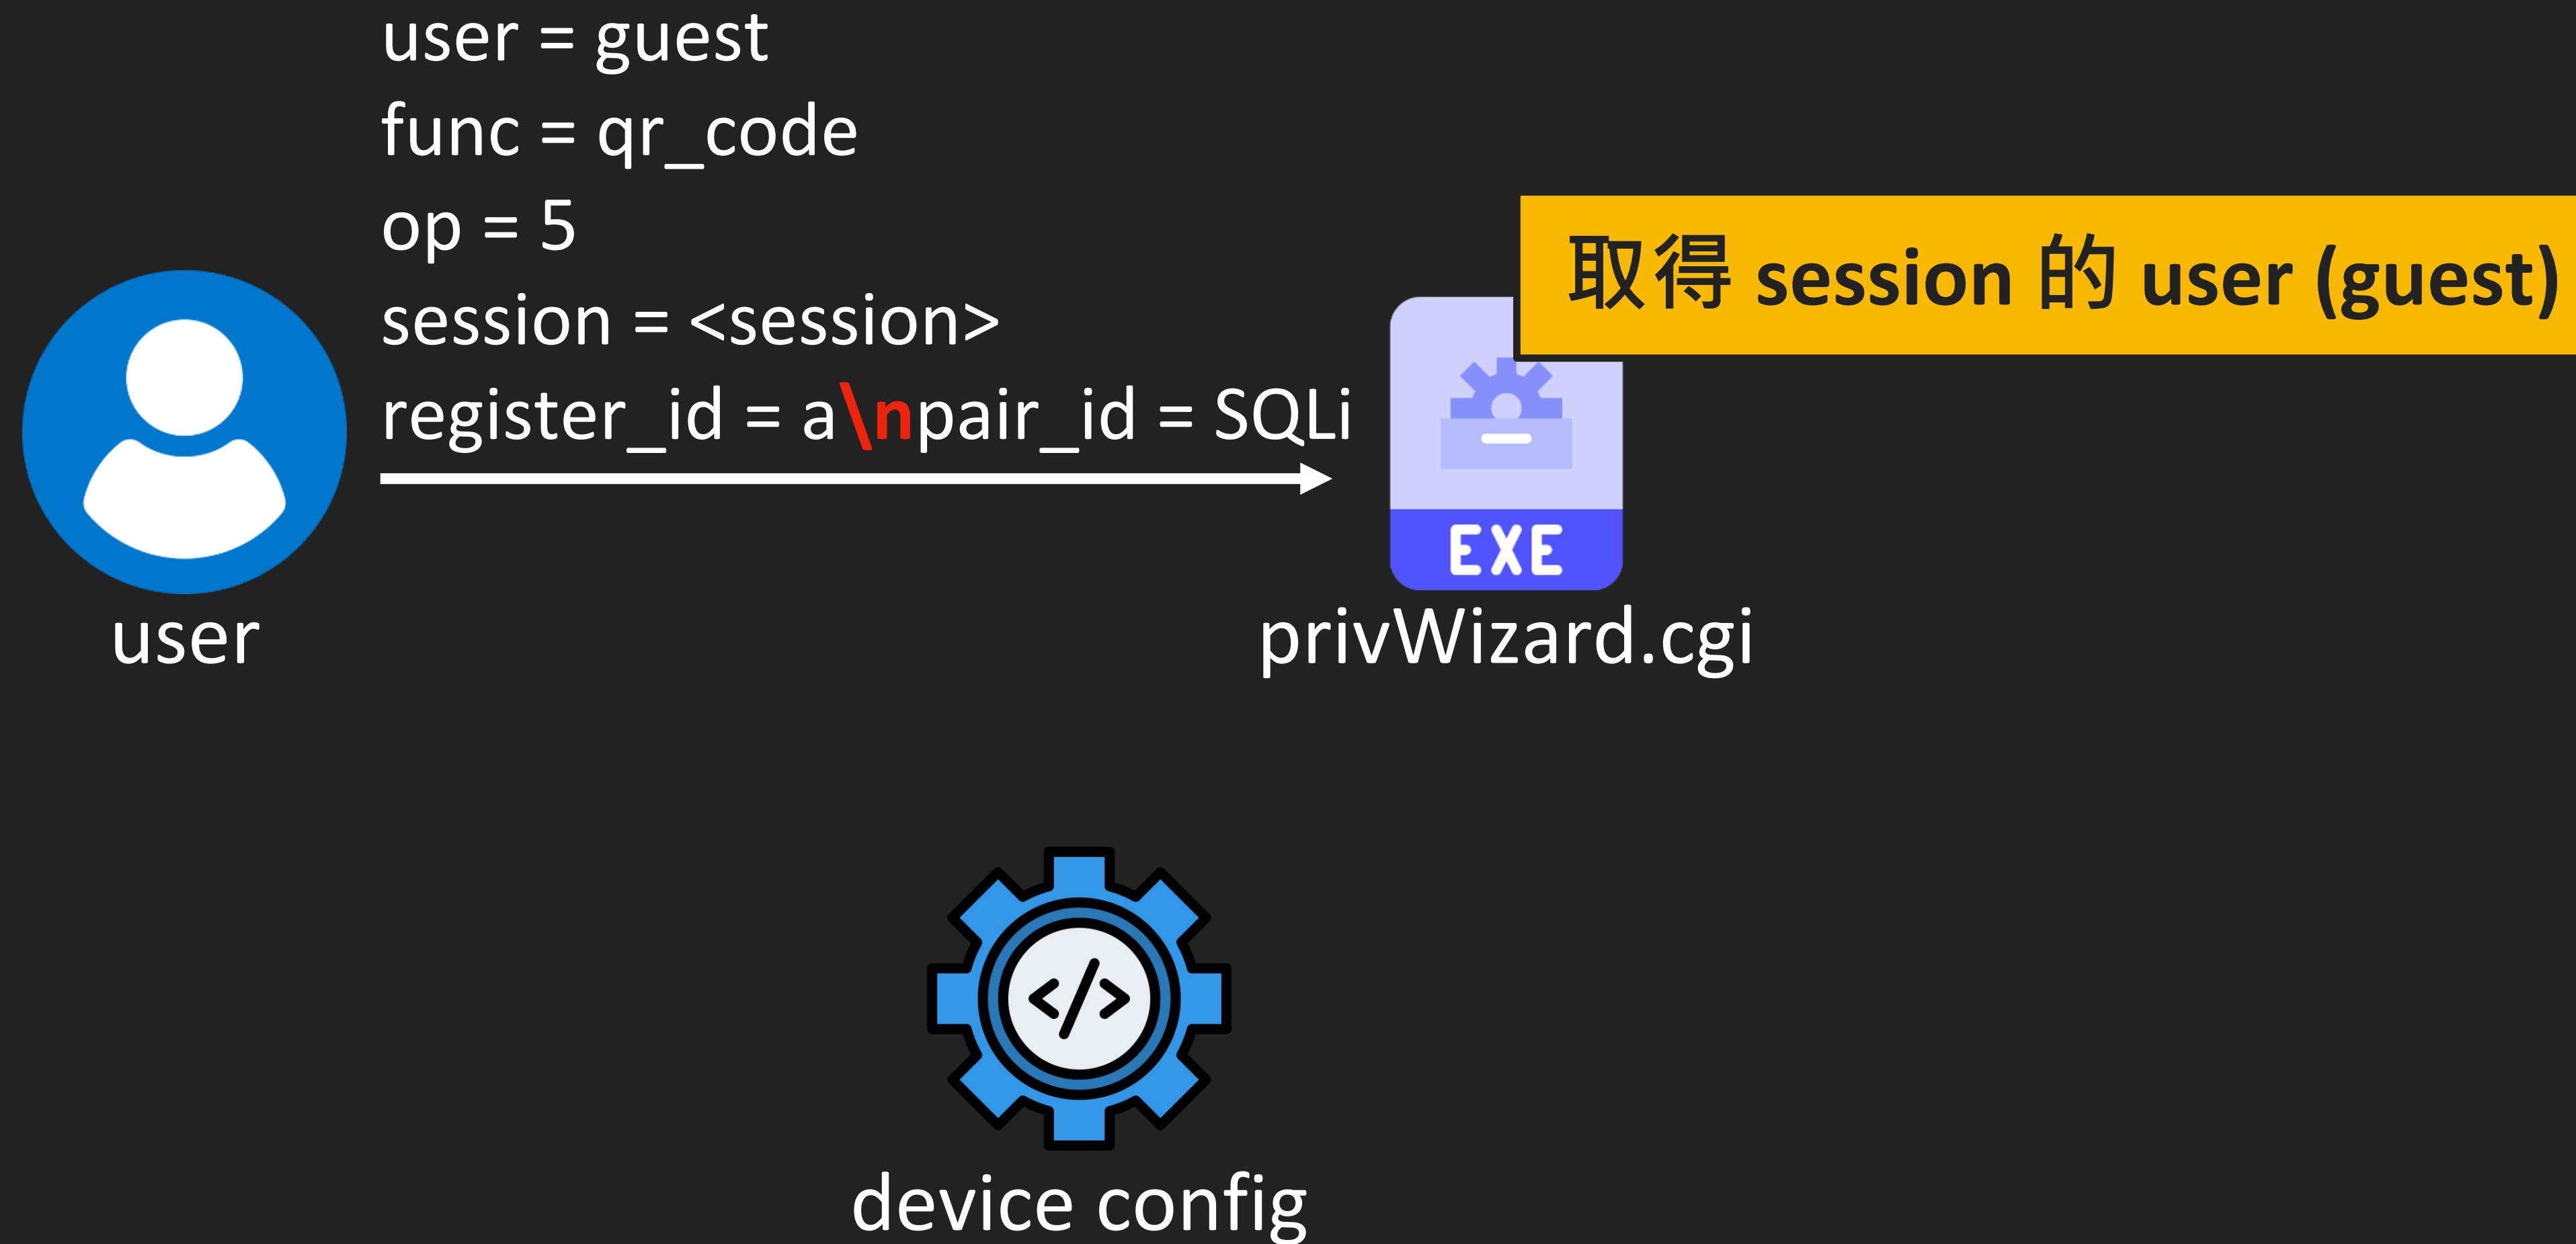 user = guest
func = qr_code
op = 5
session = <session>
register_id = a\npair_id = SQLi
取得 session 的 user (guest)
</>
EXE
user
privWizard.cgi
device config